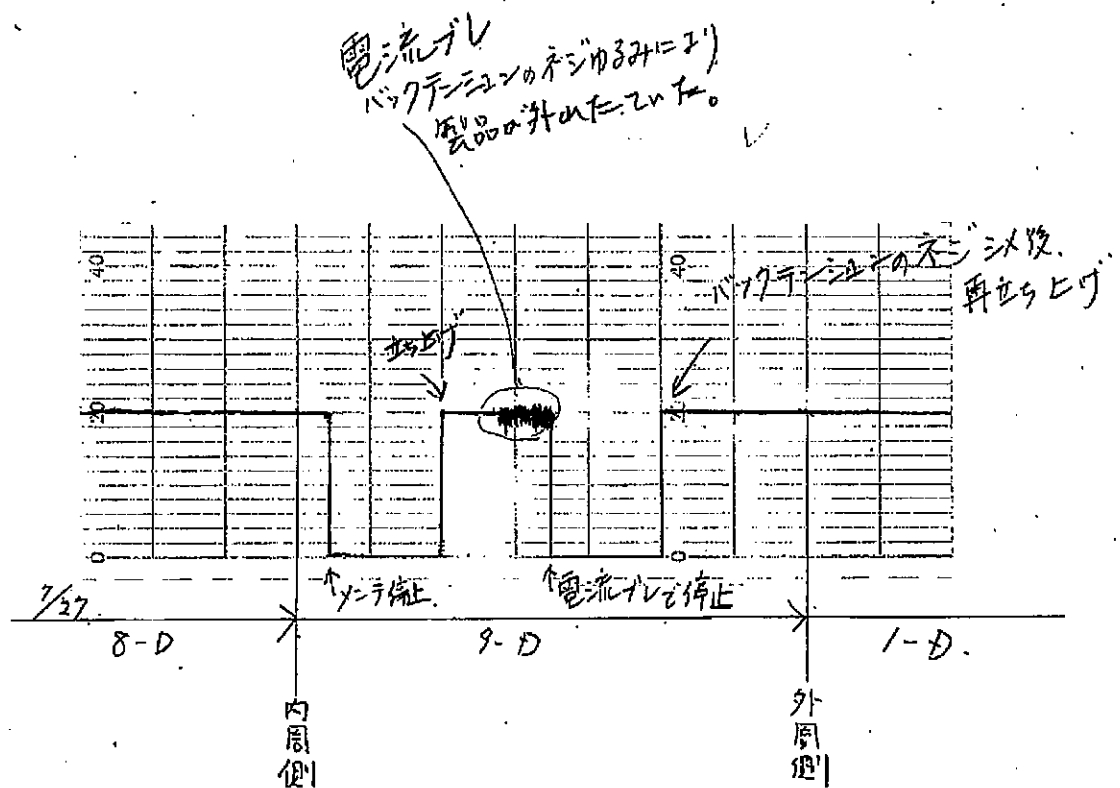 電流ブレ
バックテンションのネジゆるみにより
製品が外れたていた。
40
40
バックテンションのネジシメ後、
再立ち上げ
立ち上げ
20
20
0
0
↑メンテ停止.
↑電流ブレで停止
7/27
8-D
9-D
1-D.
内周側
外周側